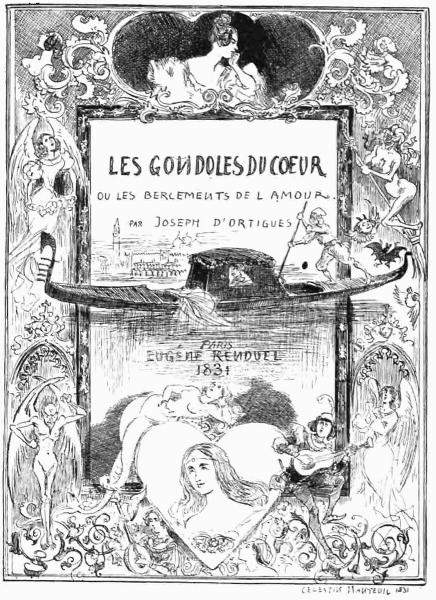 LES GONDOLES DU COEUR
OU LES BERCEMENTS DE L AMOUR.
PAR JOSEPH D'ORTIGUES
PARIS
EUGÈNE RENDUEL
1831
CELESTIN NANTEUIL 1831